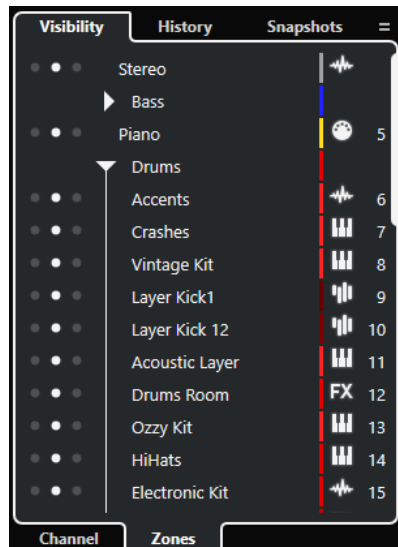 Visibility History Snapshots
Stereo
Bass
Piano 5
Drums
Accents 6
Crashes 7
Vintage Kit 8
Layer Kick1 9
Layer Kick 12 10
Acoustic Layer 11
Drums Room FX 12
Ozzy Kit 13
HiHats 14
Electronic Kit 15
Channel Zones